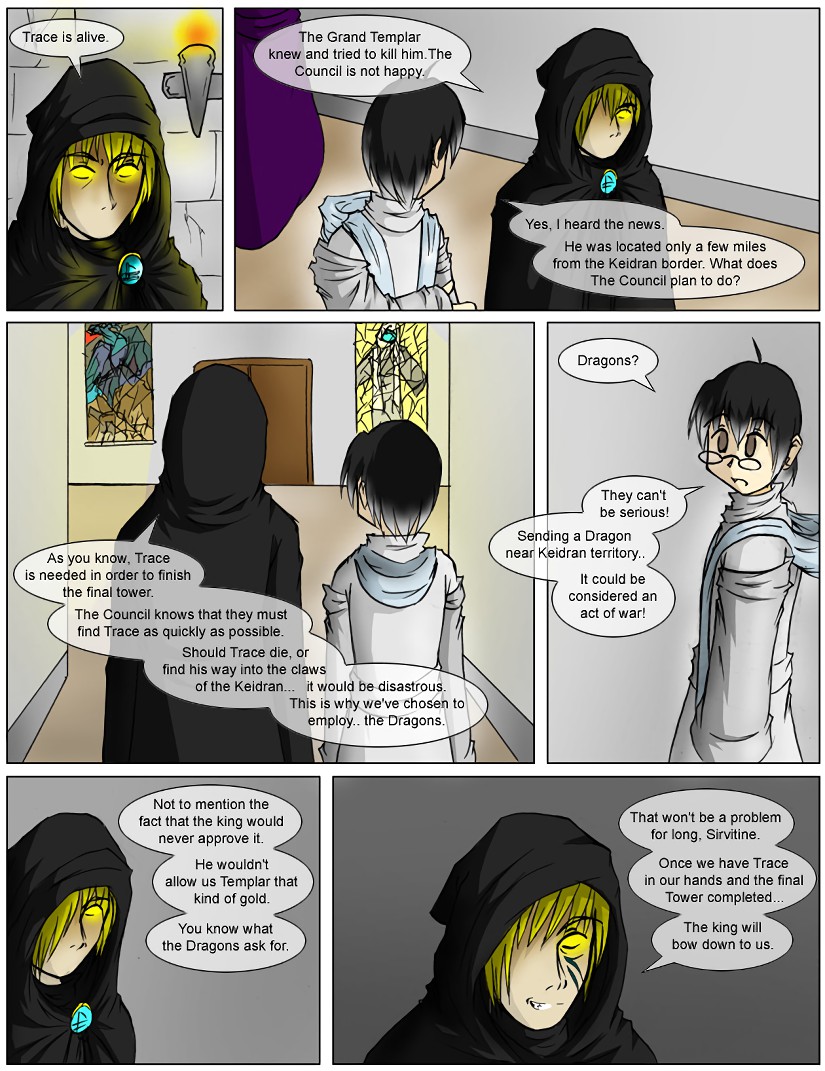 Trace is alive.
The Grand Templar
knew and tried to kill him.The
Council is not happy.
Yes, I heard the news.
He was located only a few miles
from the Keidran border. What does
The Council plan to do?
As you know, Trace
is needed in order to finish
the final tower.
The Council knows that they must
find Trace as quickly as possible.
Should Trace die, or
find his way into the claws
of the Keidran... it would be disastrous.
This is why we've chosen to
employ.. the Dragons.
Dragons?
They can't
be serious!
Sending a Dragon
near Keidran territory..
It could be
considered an
act of war!
Not to mention the
fact that the king would
never approve it.
He wouldn't
allow us Templar that
kind of gold.
You know what
the Dragons ask for.
That won't be a problem
for long, Sirvitine.
Once we have Trace
in our hands and the final
Tower completed...
The king will
bow down to us.